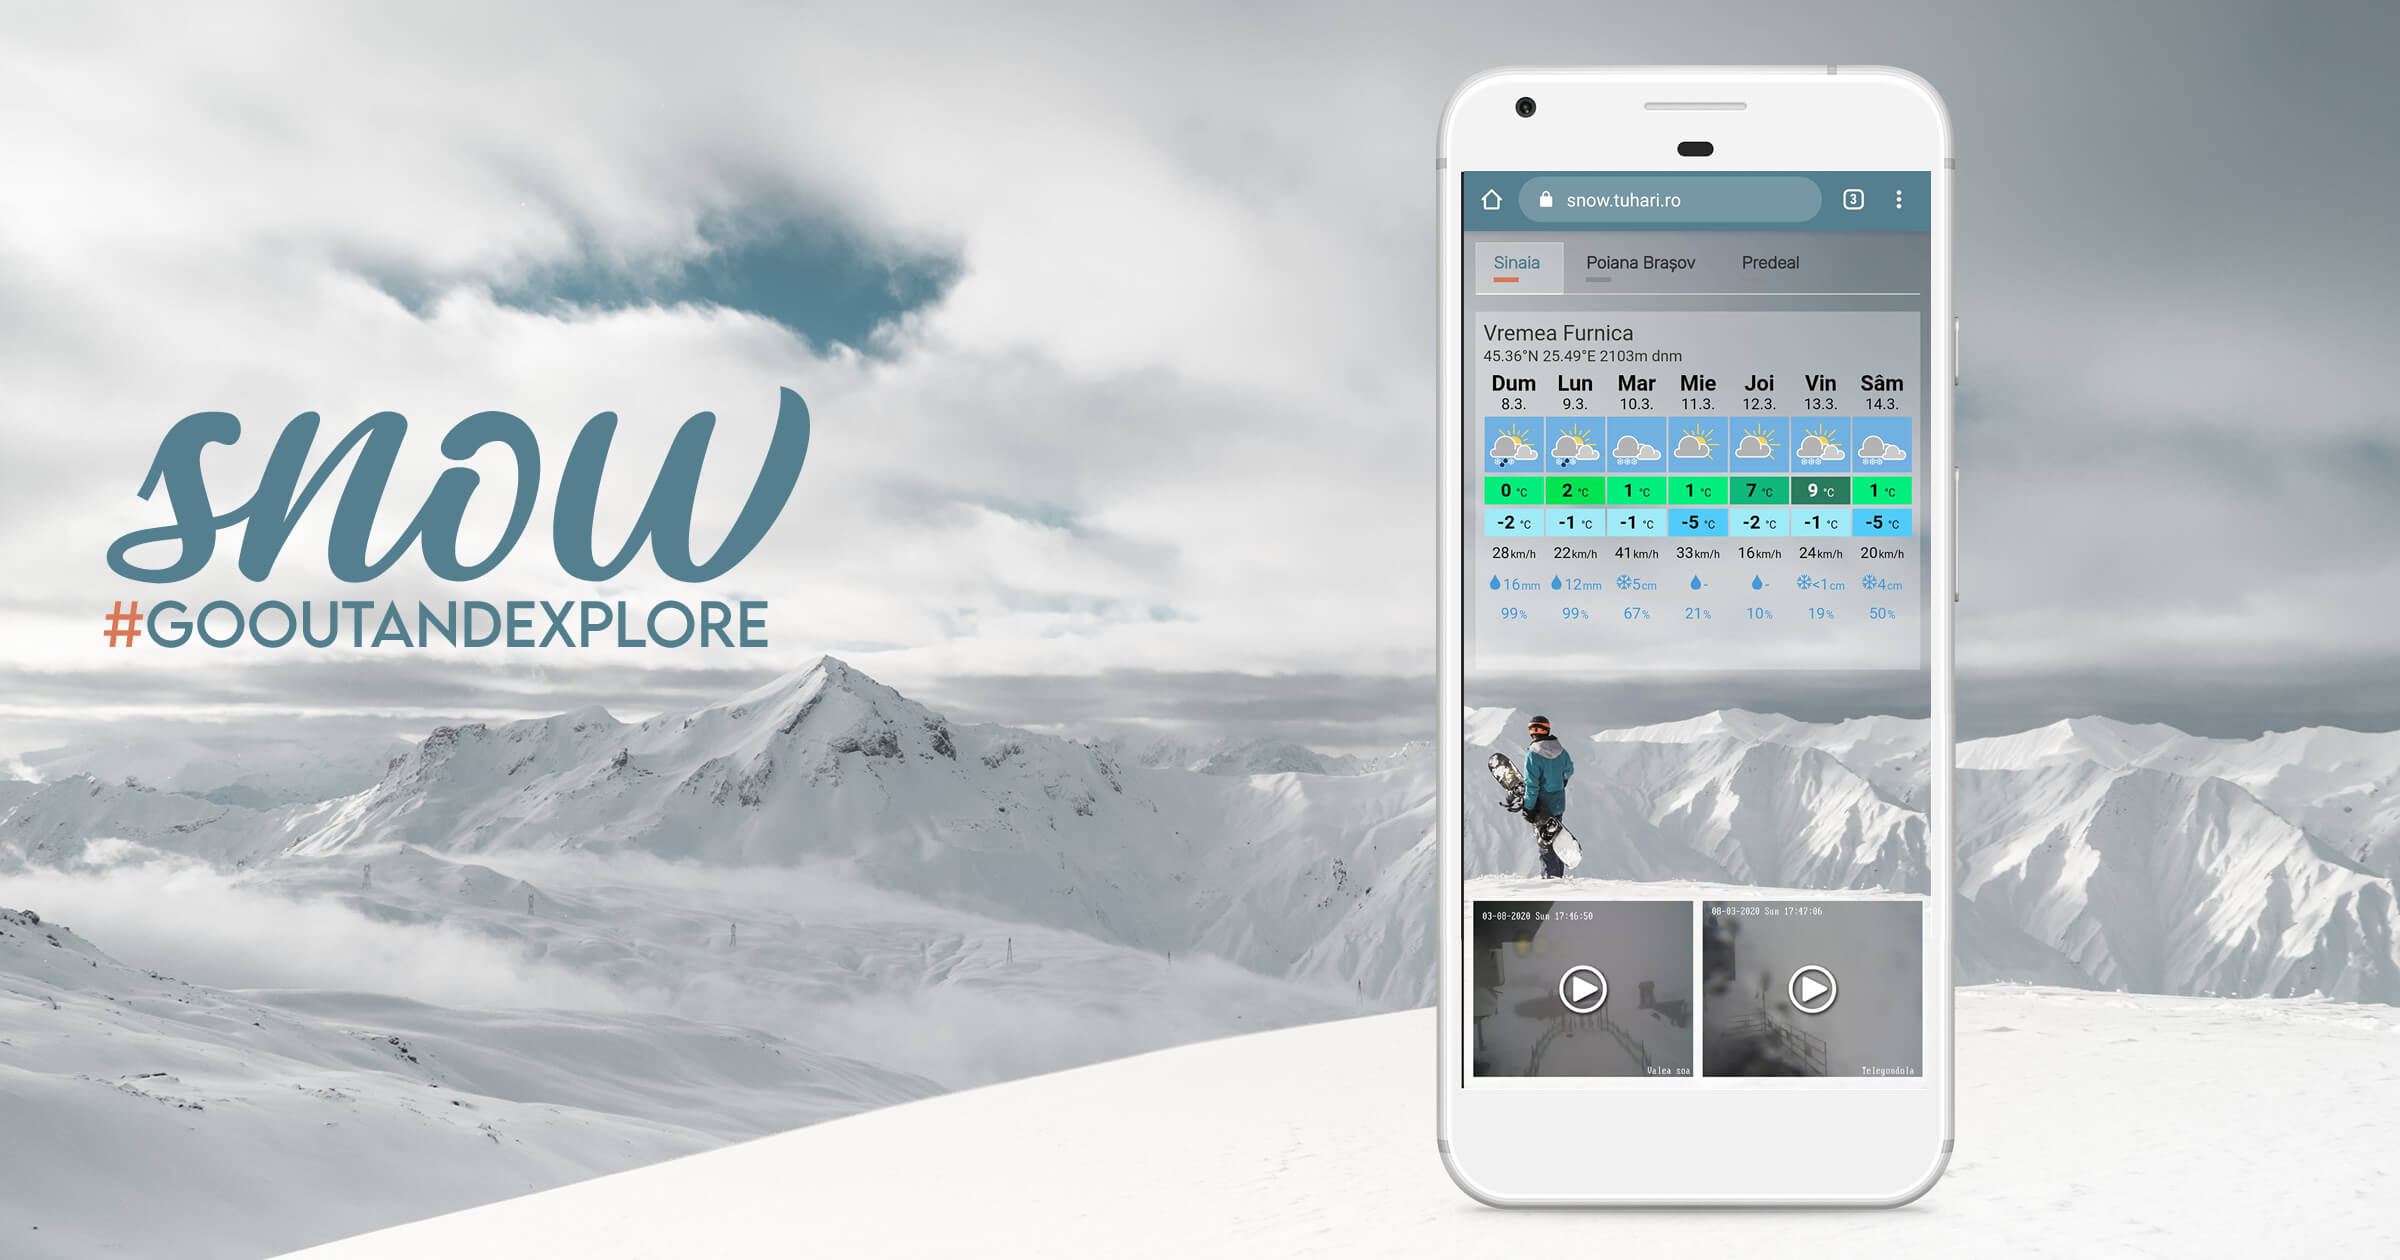 snow
#GOOUTANDEXPLORE
snow.tuhari.ro
3
Sinaia Poiana Brașov Predeal
Vremea Furnica
45.36°N 25.49°E 2103m dnm
Dum Lun Mar Mie Joi Vin Sâm
8.3. 9.3. 10.3. 11.3. 12.3. 13.3. 14.3.
0 °C 2 °C 1 °C 1 °C 7 °C 9 °C 1 °C
-2 °C -1 °C -1 °C -5 °C -2 °C -1 °C -5 °C
28km/h 22km/h 41km/h 33km/h 16km/h 24km/h 20km/h
16mm 12mm 5cm - - <1cm 4cm
99% 99% 67% 21% 10% 19% 50%
03-08-2020 Sun 17:46:50
08-03-2020 Sun 17:47:06
Valea soa
Telegondola